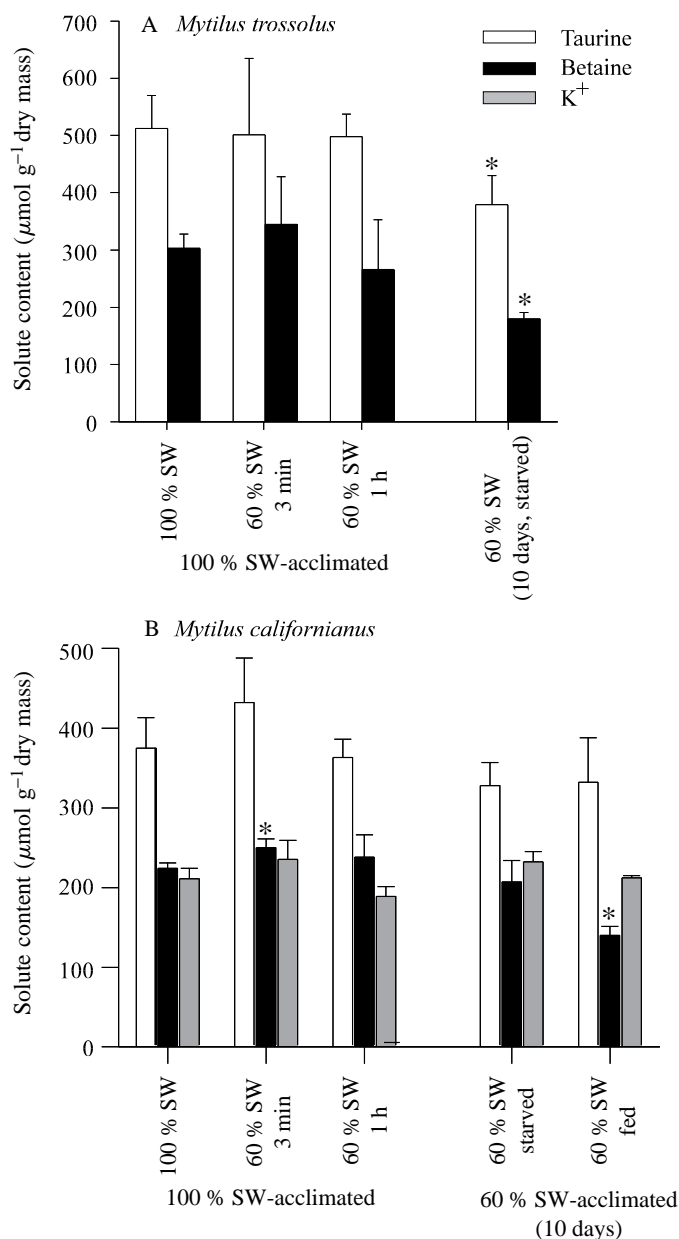 A Mytilus trossolus
Taurine
Betaine
K+
Solute content (µmol g−1 dry mass)
700
600
500
400
300
200
100
0
*
*
100 % SW
60 % SW
3 min
60 % SW
1 h
60 % SW
(10 days, starved)
100 % SW-acclimated
B Mytilus californianus
Solute content (µmol g−1 dry mass)
500
400
300
200
100
0
*
*
100 % SW
60 % SW
3 min
60 % SW
1 h
60 % SW
starved
60 % SW
fed
100 % SW-acclimated
60 % SW-acclimated
(10 days)